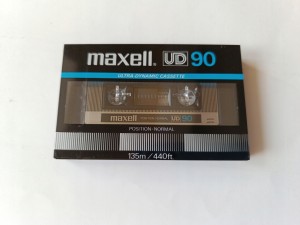 maxell UD 90
ULTRA DYNAMIC CASSETTE
maxell UD 90
POSITION · NORMAL
135m/440ft.